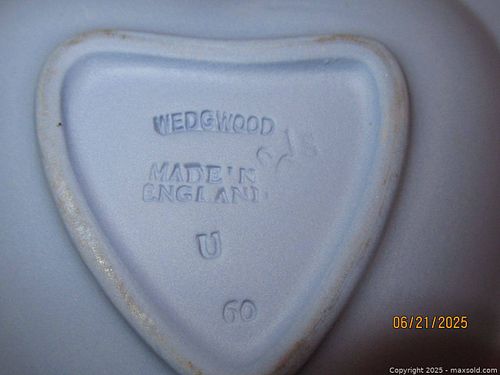 WEDGWOOD
MADE IN
ENGLAND
U
60
06/21/2025
Copyright 2025 - maxsold.com